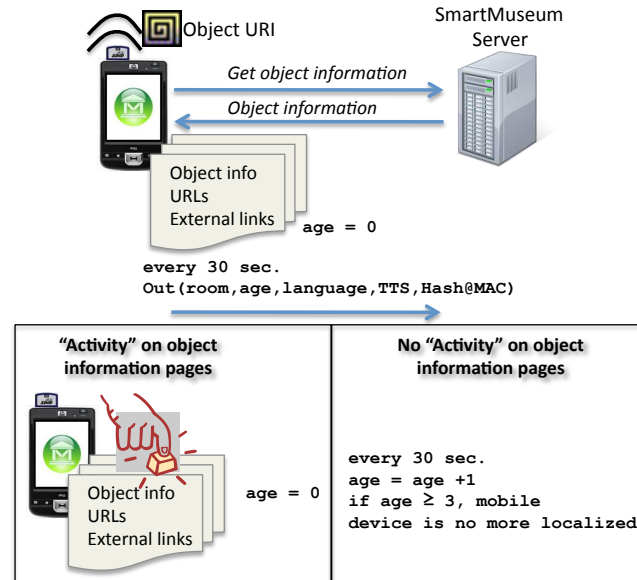 Object URI
SmartMuseum
Server
Get object information
Object information
Object info
URLs
External links
age = 0
every 30 sec.
Out(room,age,language,TTS,Hash@MAC)
“Activity” on object
information pages
Object info
URLs
External links
age = 0
No “Activity” on object
information pages
every 30 sec.
age = age +1
if age ≥ 3, mobile
device is no more localized